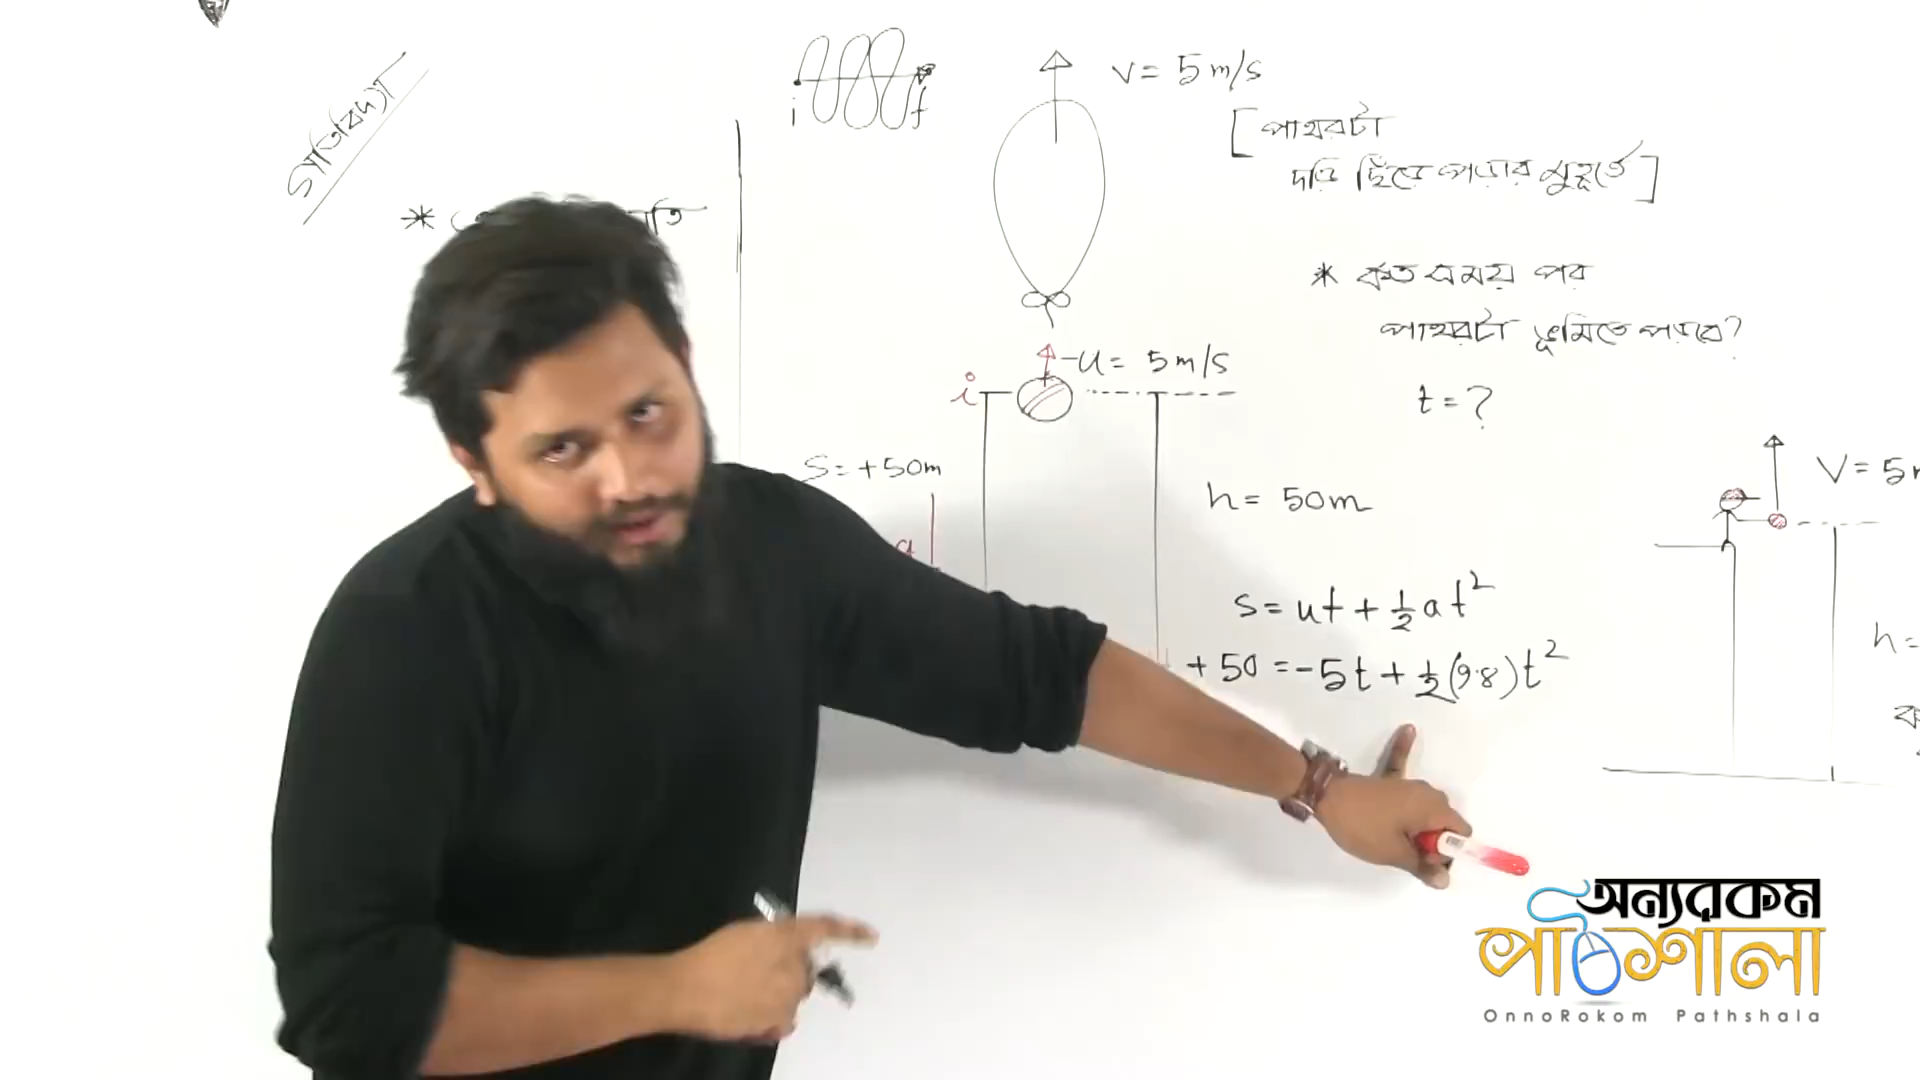 গতিবিদ্যা
*
i
f
V = 5 m/s
[পাথরটা
দড়ি ছিঁড়ে পড়ার মুহূর্তে]
* কত সময় পর
পাথরটা ভূমিতে পড়বে?
t = ?
i
-u = 5 m/s
S = +50m
a
h = 50m
s = ut + ½at²
+50 = -5t + ½(9.8)t²
V = 5
h =
অন্যরকম
পাঠশালা
OnnoRokom Pathshala